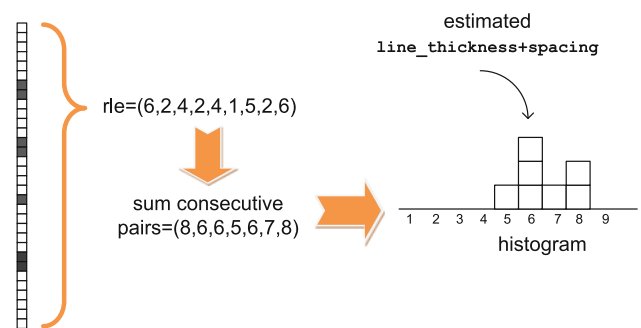 estimated
line_thickness+spacing
rle=(6,2,4,2,4,1,5,2,6)
sum consecutive
pairs=(8,6,6,5,6,7,8)
1 2 3 4 5 6 7 8 9
histogram